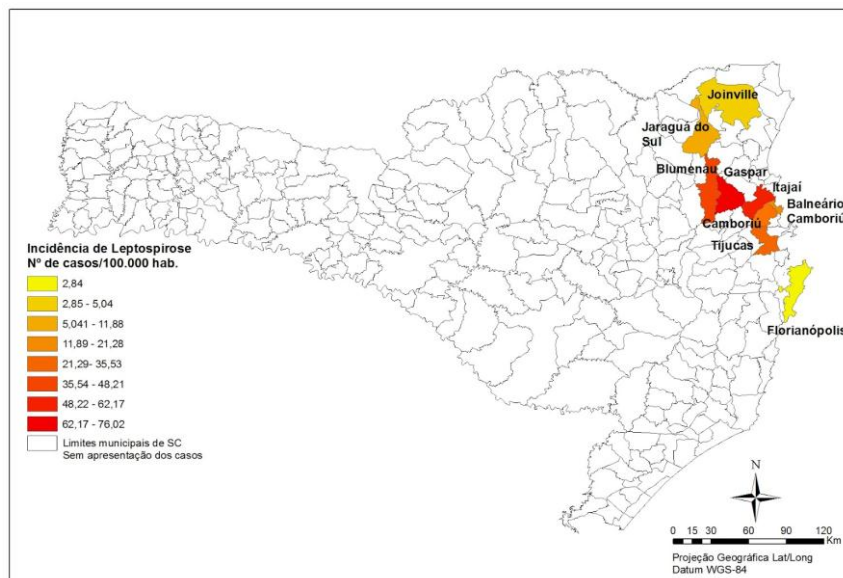 Joinville
Jaraguá do
Sul
Blumenau
Gaspar
Itajaí
Balneário
Camboriú
Camboriú
Tijucas
Florianópolis
Incidência de Leptospirose
Nº de casos/100.000 hab.
2,84
2,85 - 5,04
5,041 - 11,88
11,89 - 21,28
21,29- 35,53
35,54 - 48,21
48,22 - 62,17
62,17 - 76,02
Limites municipais de SC
Sem apresentação dos casos
N
0 15 30 60 90 120
Km
Projeção Geográfica Lat/Long
Datum WGS-84